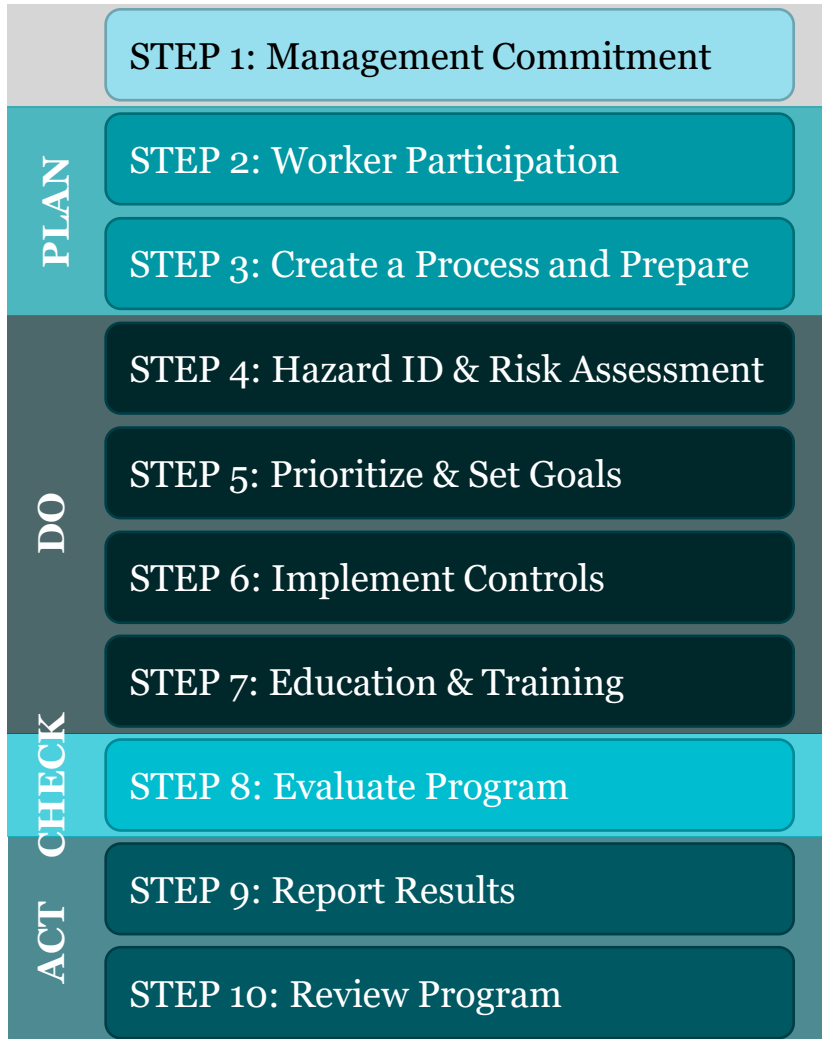 STEP 1: Management Commitment
PLAN
STEP 2: Worker Participation
STEP 3: Create a Process and Prepare
DO
STEP 4: Hazard ID & Risk Assessment
STEP 5: Prioritize & Set Goals
STEP 6: Implement Controls
STEP 7: Education & Training
CHECK
STEP 8: Evaluate Program
ACT
STEP 9: Report Results
STEP 10: Review Program